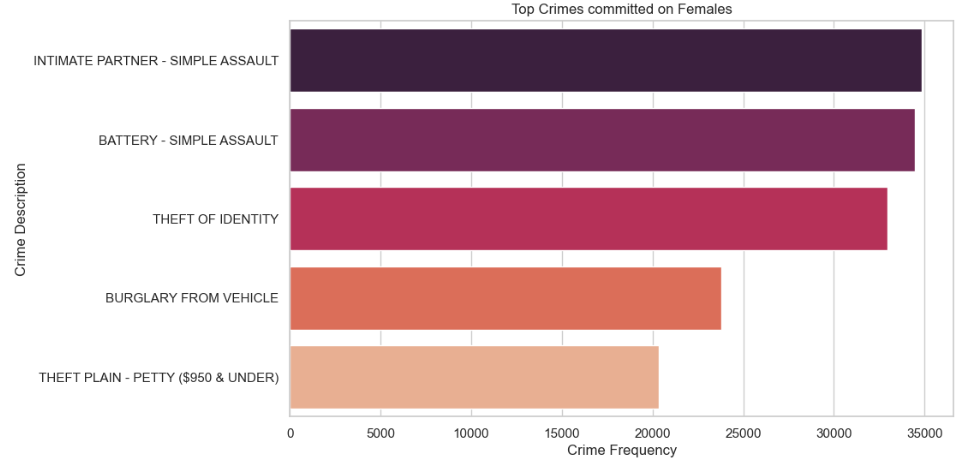 Top Crimes committed on Females
INTIMATE PARTNER - SIMPLE ASSAULT
BATTERY - SIMPLE ASSAULT
THEFT OF IDENTITY
BURGLARY FROM VEHICLE
THEFT PLAIN - PETTY ($950 & UNDER)
Crime Description
0 5000 10000 15000 20000 25000 30000 35000
Crime Frequency